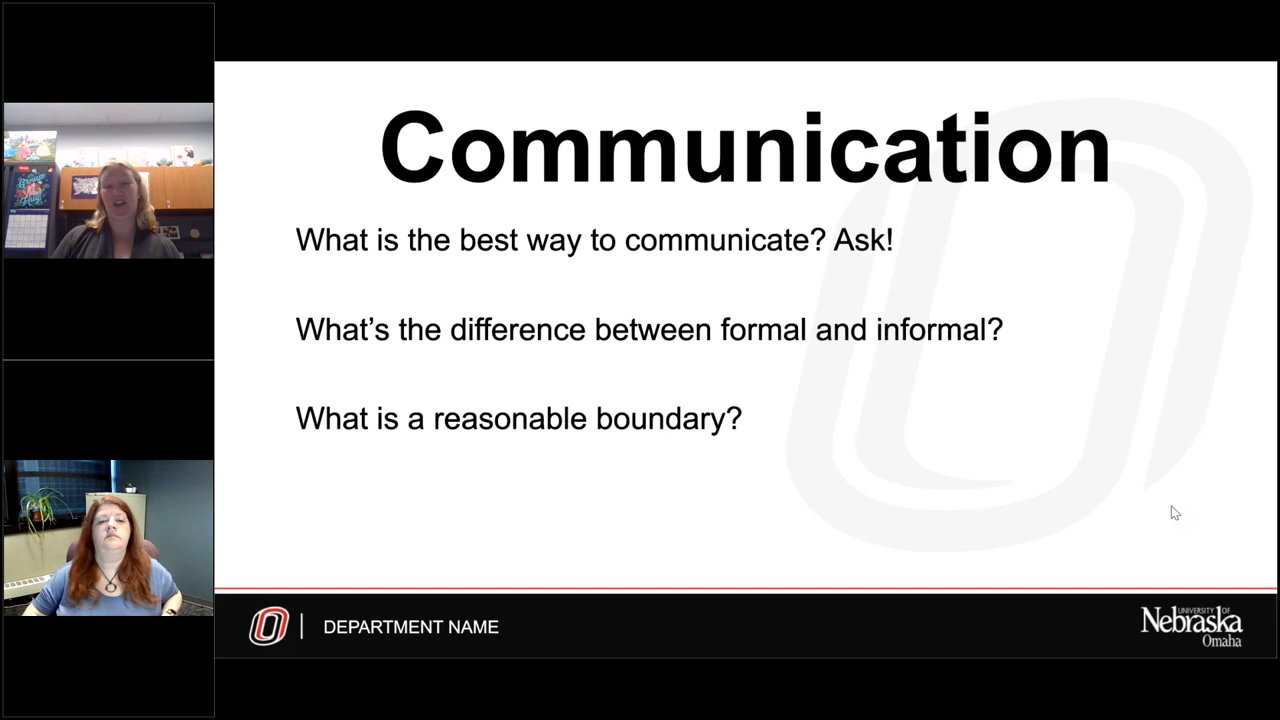 Communication
What is the best way to communicate? Ask!
What’s the difference between formal and informal?
What is a reasonable boundary?
DEPARTMENT NAME
UNIVERSITY OF
Nebraska
Omaha